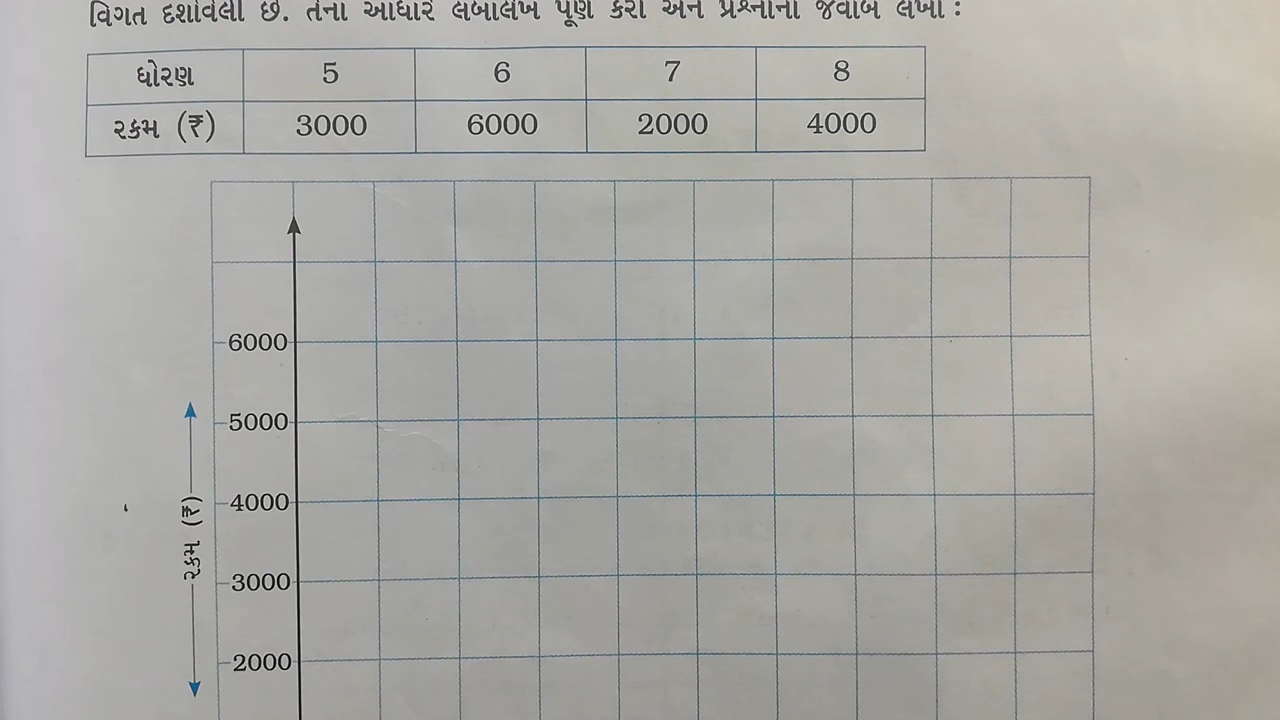 વિગત દર્શાવેલી છે. તેના આધારે લંબાલેખ પૂર્ણ કરો અને પ્રશ્નોના જવાબ લખો :
ધોરણ 5 6 7 8
રકમ (₹) 3000 6000 2000 4000
6000
5000
4000
રકમ (₹)
3000
2000